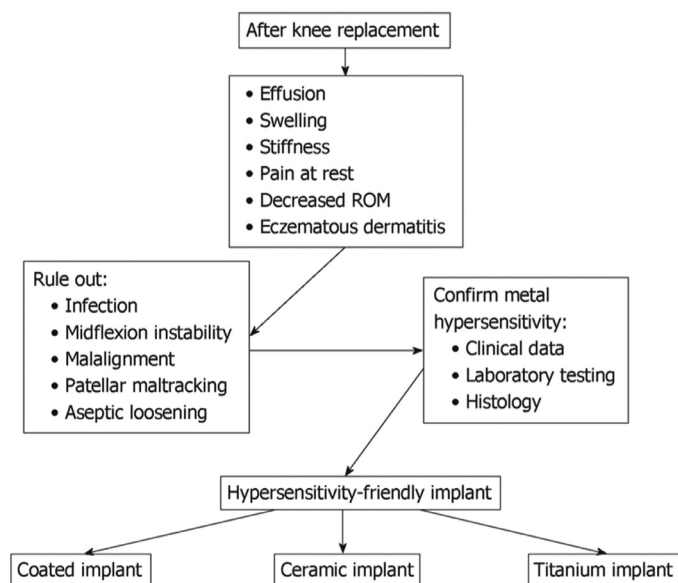 After knee replacement
• Effusion
• Swelling
• Stiffness
• Pain at rest
• Decreased ROM
• Eczematous dermatitis
Rule out:
• Infection
• Midflexion instability
• Malalignment
• Patellar maltracking
• Aseptic loosening
Confirm metal
hypersensitivity:
• Clinical data
• Laboratory testing
• Histology
Hypersensitivity-friendly implant
Coated implant
Ceramic implant
Titanium implant